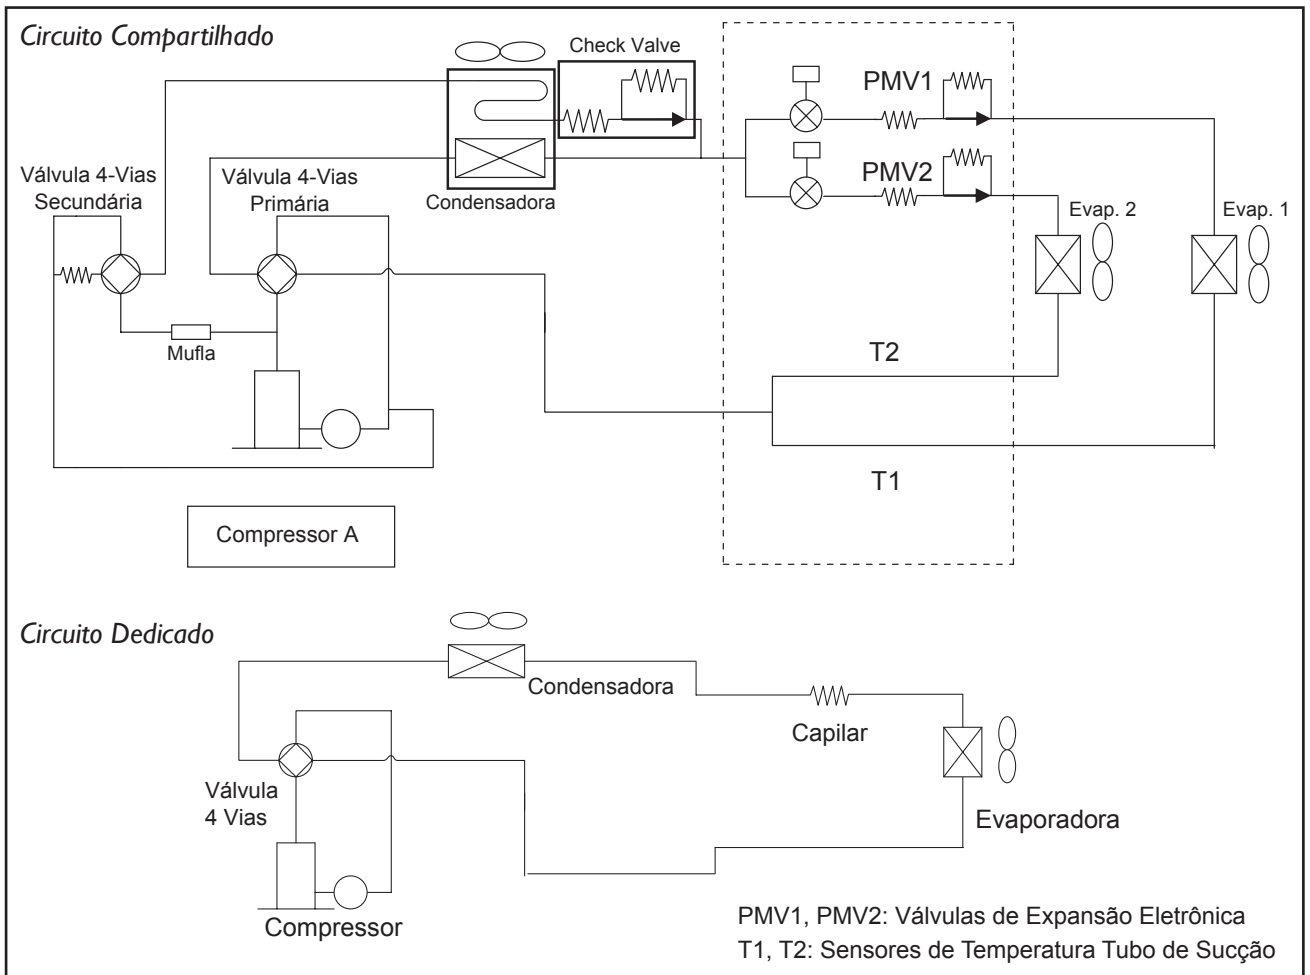 Circuito Compartilhado
Check Valve
PMV1
Válvula 4-Vias
Secundária
Válvula 4-Vias
Primária
Condensadora
PMV2
Evap. 2
Evap. 1
Mufla
T2
T1
Compressor A
Circuito Dedicado
Condensadora
Capilar
Válvula
4 Vias
Evaporadora
Compressor
PMV1, PMV2: Válvulas de Expansão Eletrônica
T1, T2: Sensores de Temperatura Tubo de Sucção